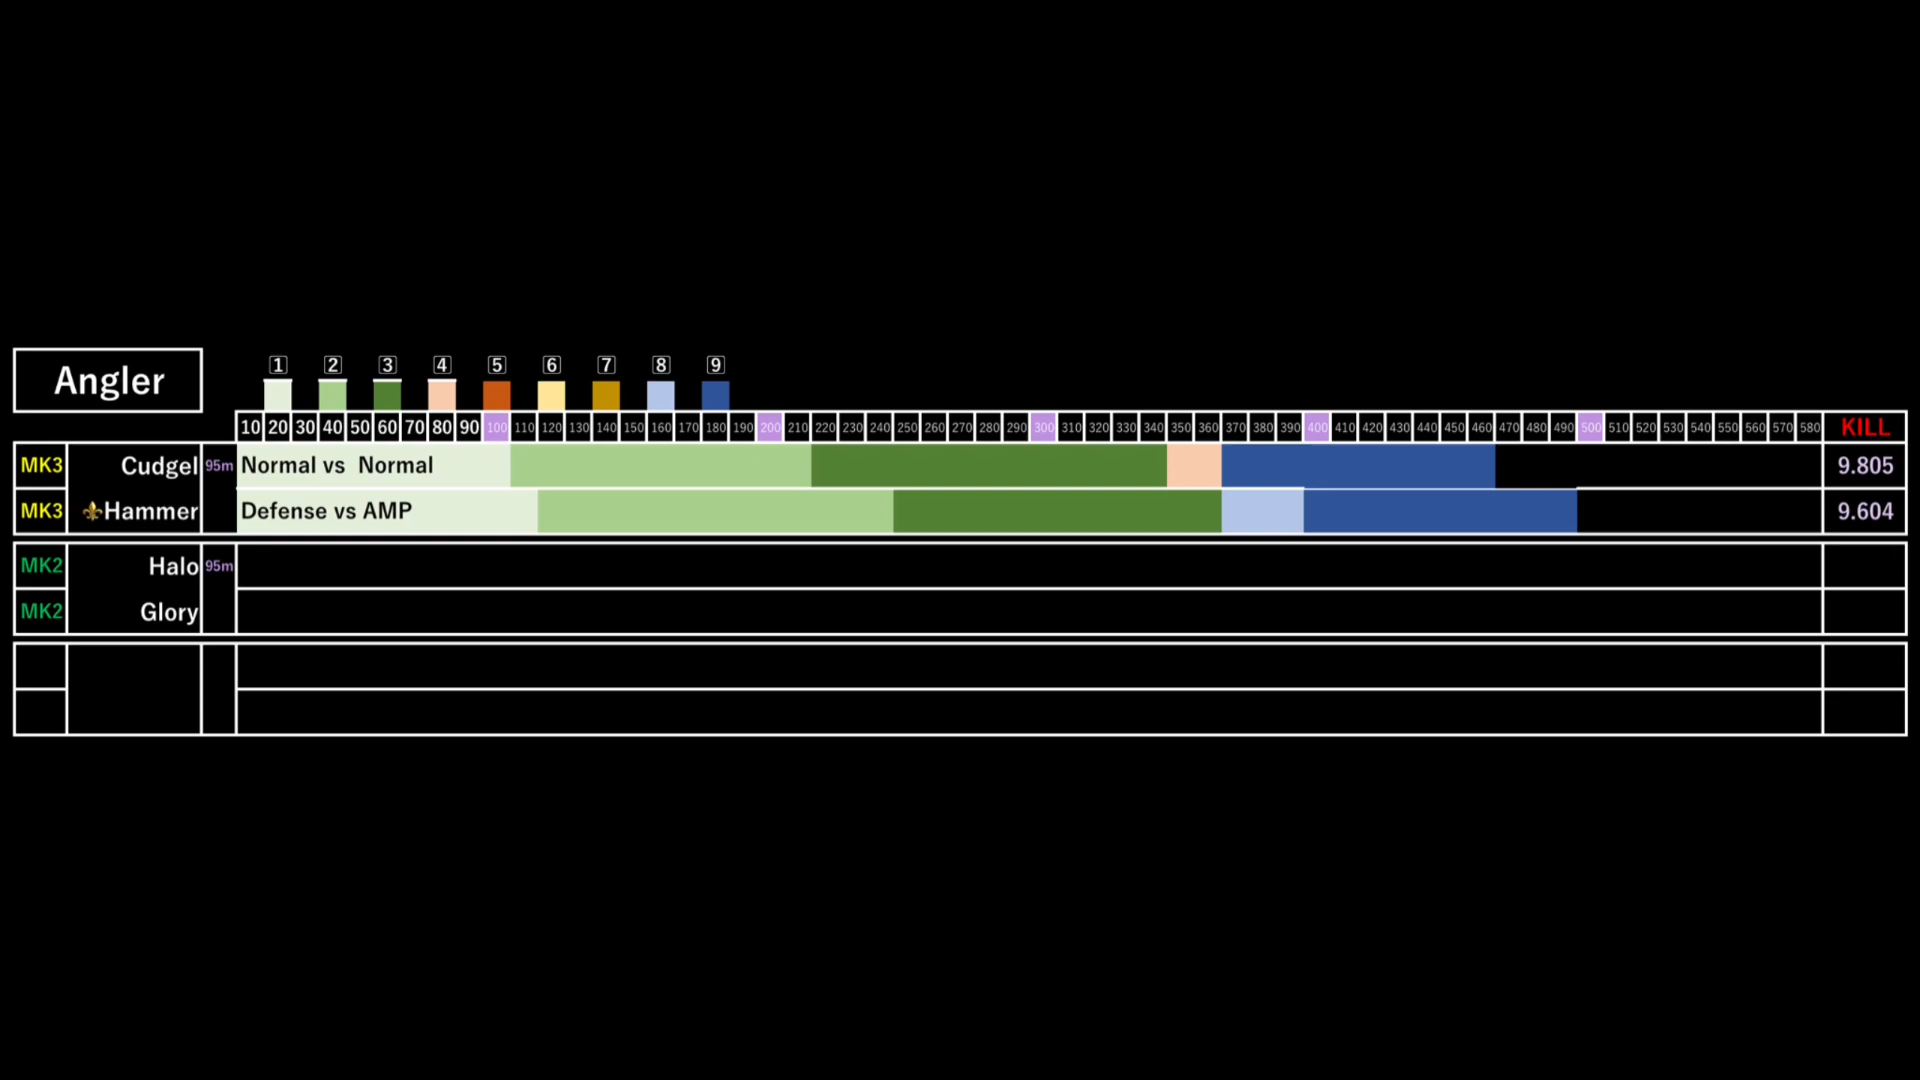 Angler
1 2 3 4 5 6 7 8 9
10 20 30 40 50 60 70 80 90 100 110 120 130 140 150 160 170 180 190 200 210 220 230 240 250 260 270 280 290 300 310 320 330 340 350 360 370 380 390 400 410 420 430 440 450 460 470 480 490 500 510 520 530 540 550 560 570 580 KILL
MK3 Cudgel 95m Normal vs Normal 9.805
MK3 ⚜Hammer Defense vs AMP 9.604
MK2 Halo 95m
MK2 Glory